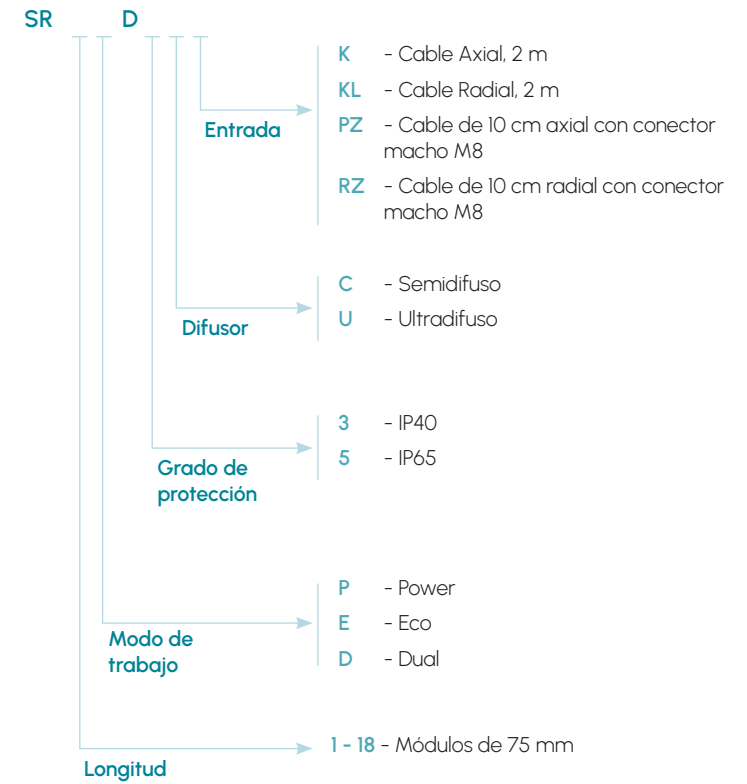 SR D
K - Cable Axial, 2 m
KL - Cable Radial, 2 m
Entrada
PZ - Cable de 10 cm axial con conector
macho M8
RZ - Cable de 10 cm radial con conector
macho M8
C - Semidifuso
Difusor
U - Ultradifuso
3 - IP40
5 - IP65
Grado de
protección
P - Power
E - Eco
Modo de
trabajo
D - Dual
1 - 18 - Módulos de 75 mm
Longitud